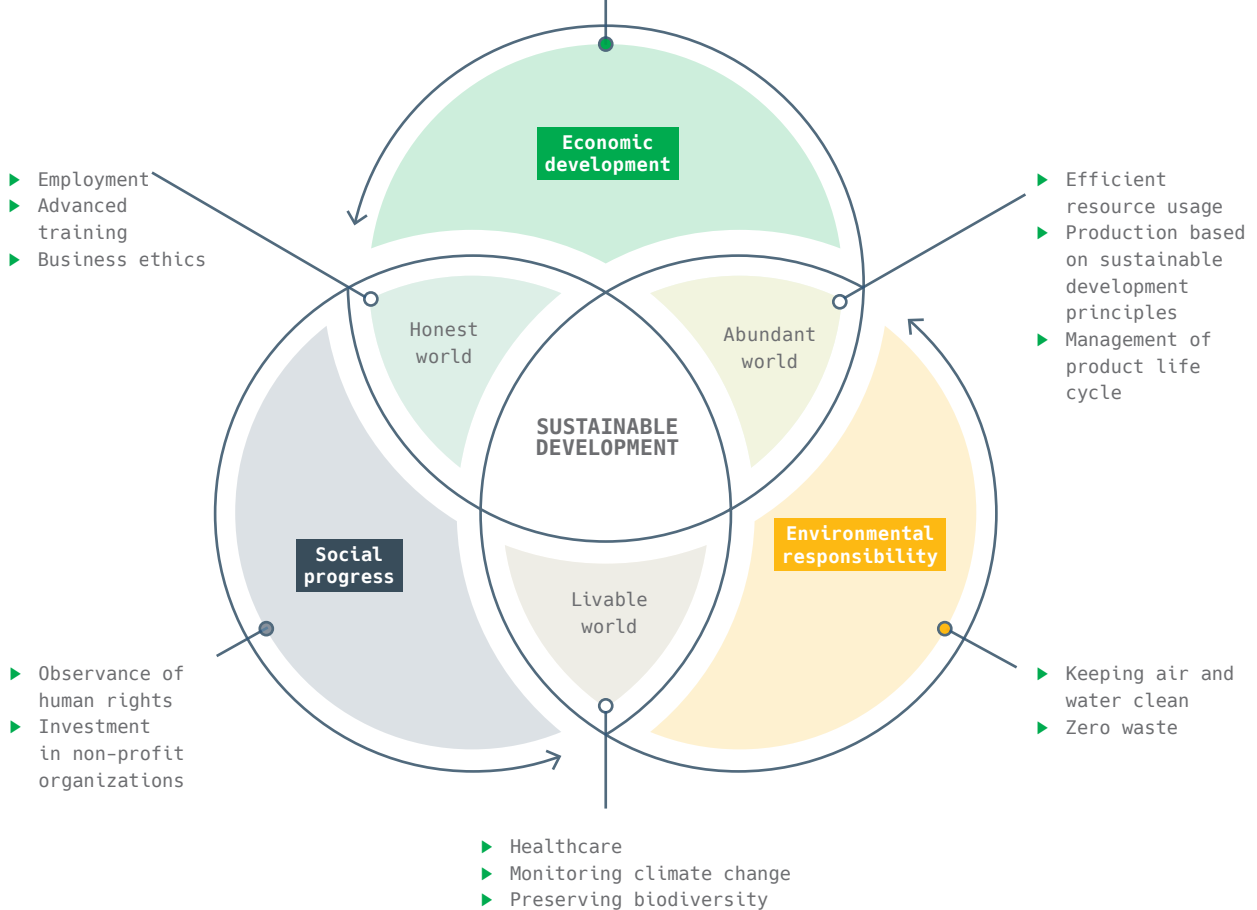 Economic
development
Employment
Advanced
training
Business ethics
Efficient
resource usage
Production based
on sustainable
development
principles
Management of
product life
cycle
Honest
world
Abundant
world
SUSTAINABLE
DEVELOPMENT
Social
progress
Environmental
responsibility
Livable
world
Observance of
human rights
Investment
in non-profit
organizations
Keeping air and
water clean
Zero waste
Healthcare
Monitoring climate change
Preserving biodiversity